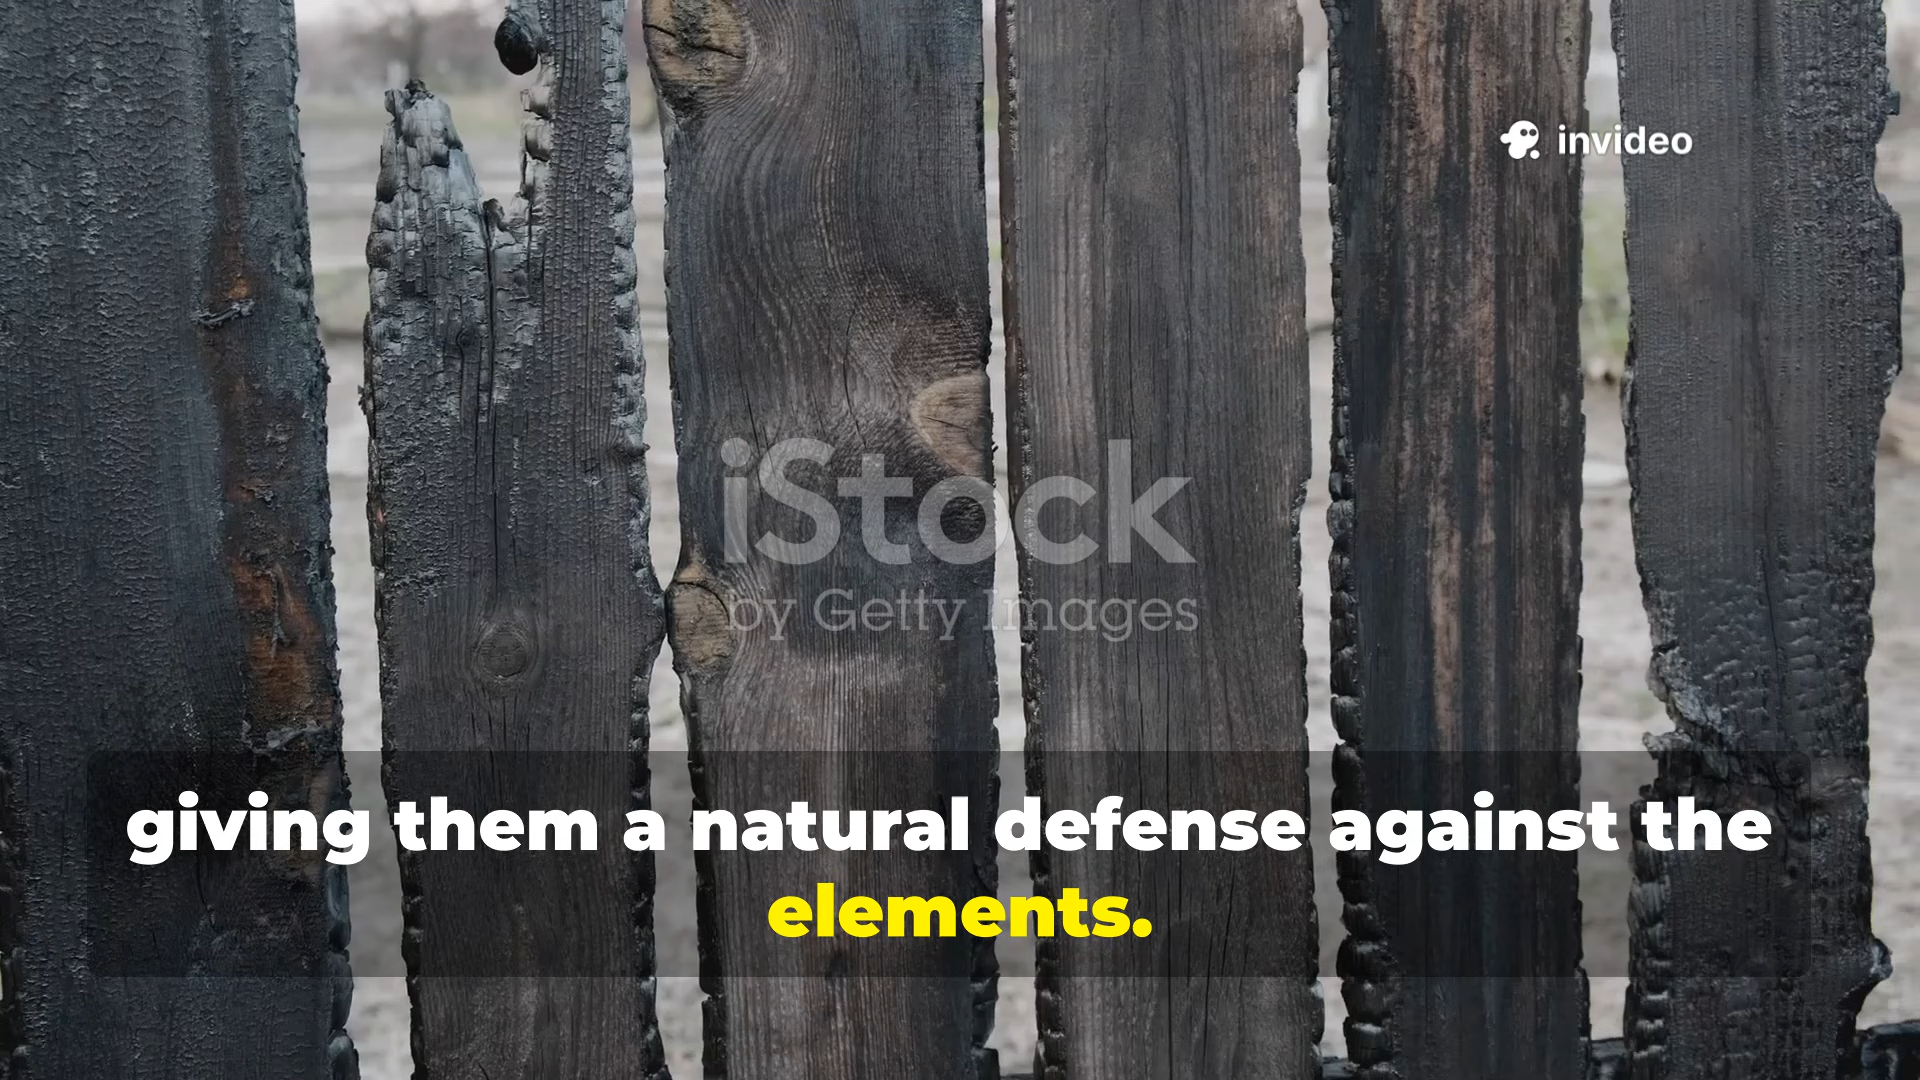 invideo
iStock
by Getty Images
giving them a natural defense against the
elements.